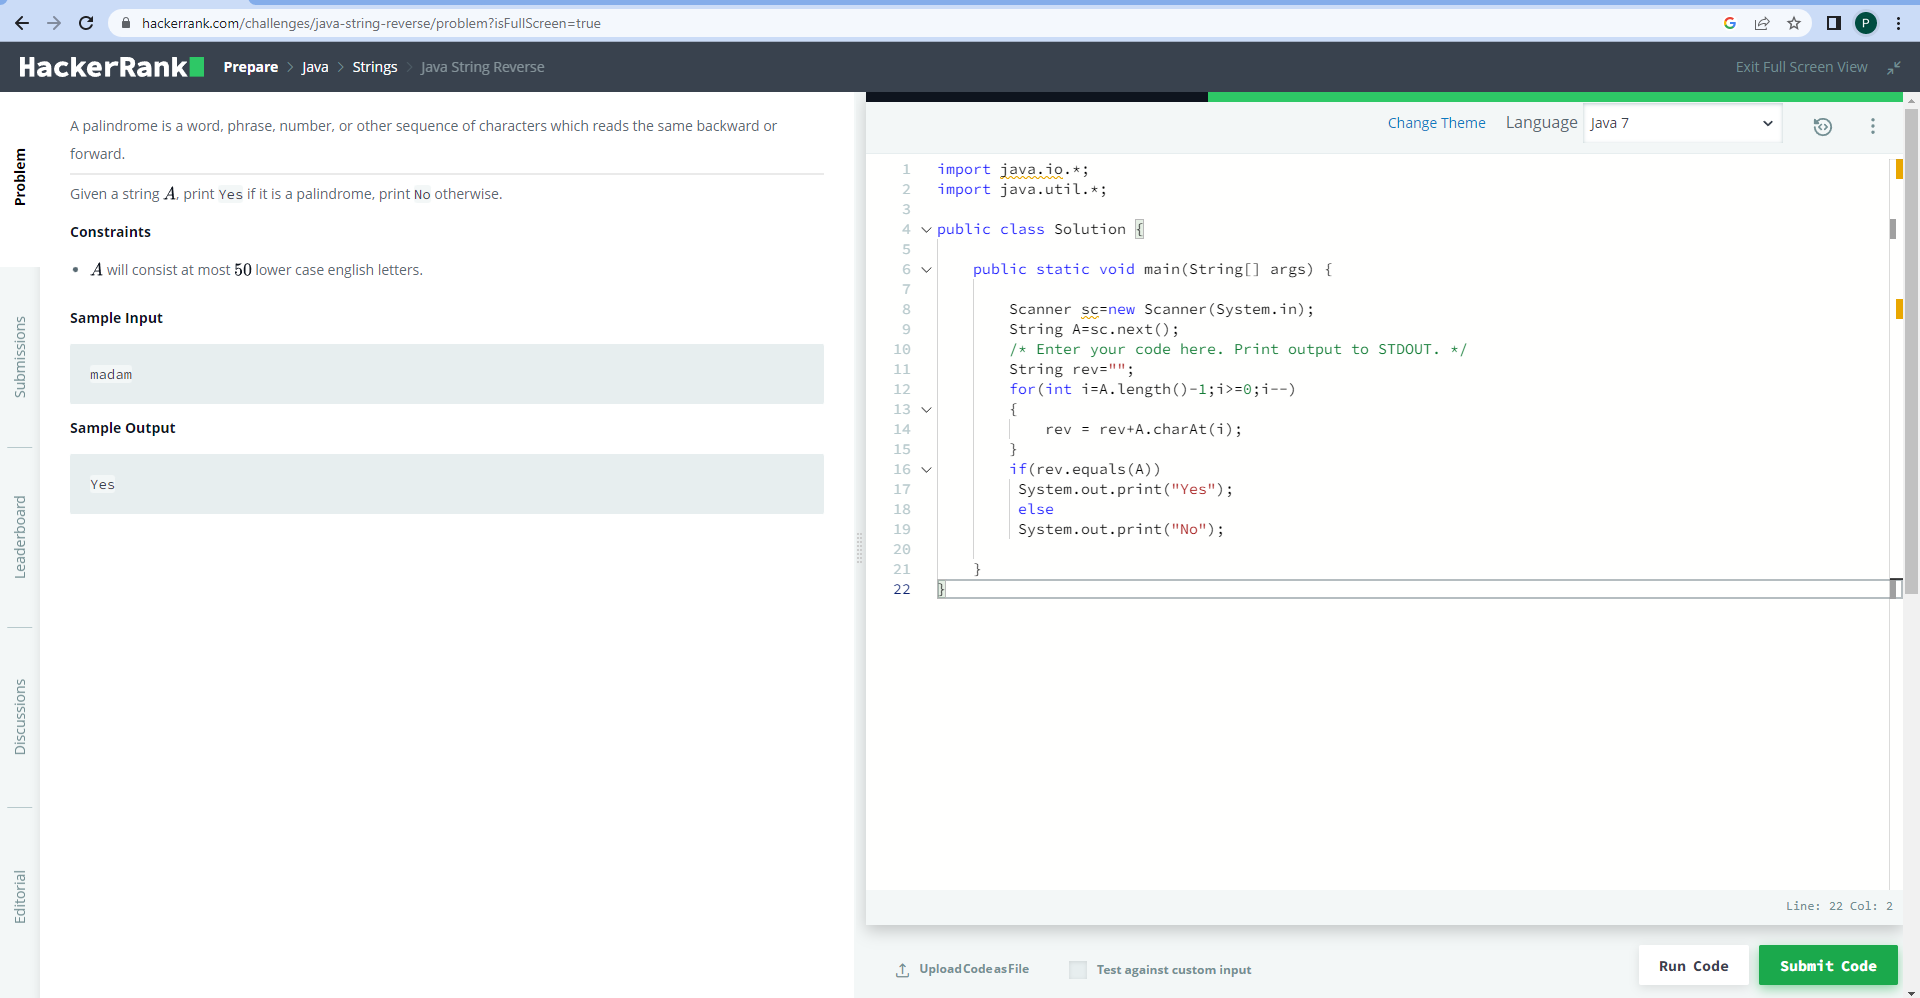 hackerrank.com/challenges/java-string-reverse/problem?isFullScreen=true
P
HackerRank
Prepare > Java > Strings > Java String Reverse
Exit Full Screen View
Problem
Submissions
Leaderboard
Discussions
Editorial
A palindrome is a word, phrase, number, or other sequence of characters which reads the same backward or
forward.
Given a string A, print Yes if it is a palindrome, print No otherwise.
Constraints
• A will consist at most 50 lower case english letters.
Sample Input
madam
Sample Output
Yes
Change Theme Language Java 7
1 import java.io.*;
2 import java.util.*;
3
4 public class Solution {
5
6     public static void main(String[] args) {
7
8         Scanner sc=new Scanner(System.in);
9         String A=sc.next();
10         /* Enter your code here. Print output to STDOUT. */
11         String rev="";
12         for(int i=A.length()-1;i>=0;i--)
13         {
14             rev = rev+A.charAt(i);
15         }
16         if(rev.equals(A))
17          System.out.print("Yes");
18          else
19          System.out.print("No");
20
21     }
22 }
Line: 22 Col: 2
Upload Code as File
Test against custom input
Run Code
Submit Code